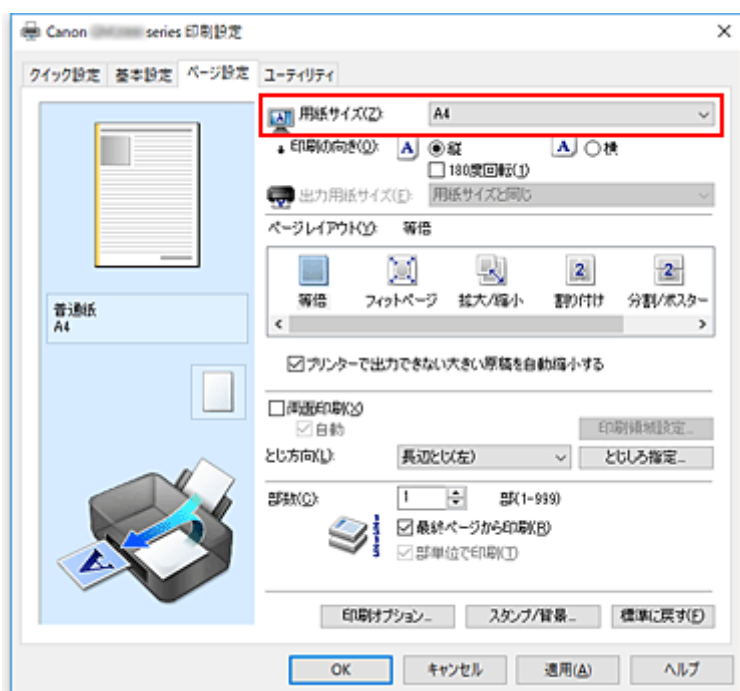 Canon series 印刷設定
クイック設定 基本設定 ページ設定 ユーティリティ
用紙サイズ(Z): A4
印刷の向き(O): A 縦 A 横
180度回転(1)
出力用紙サイズ(E): 用紙サイズと同じ
ページレイアウト(Y): 等倍
2 2
等倍 フィットページ 拡大/縮小 割り付け 分割/ポスター
普通紙
A4
プリンターで出力できない大きい原稿を自動縮小する
両面印刷(X)
自動 印刷領域設定...
とじ方向(L): 長辺とじ(左) とじしろ指定...
部数(C): 1 部(1-999)
最終ページから印刷(R)
部単位で印刷(T)
印刷オプション... スタンプ/背景... 標準に戻す(F)
OK キャンセル 適用(A) ヘルプ